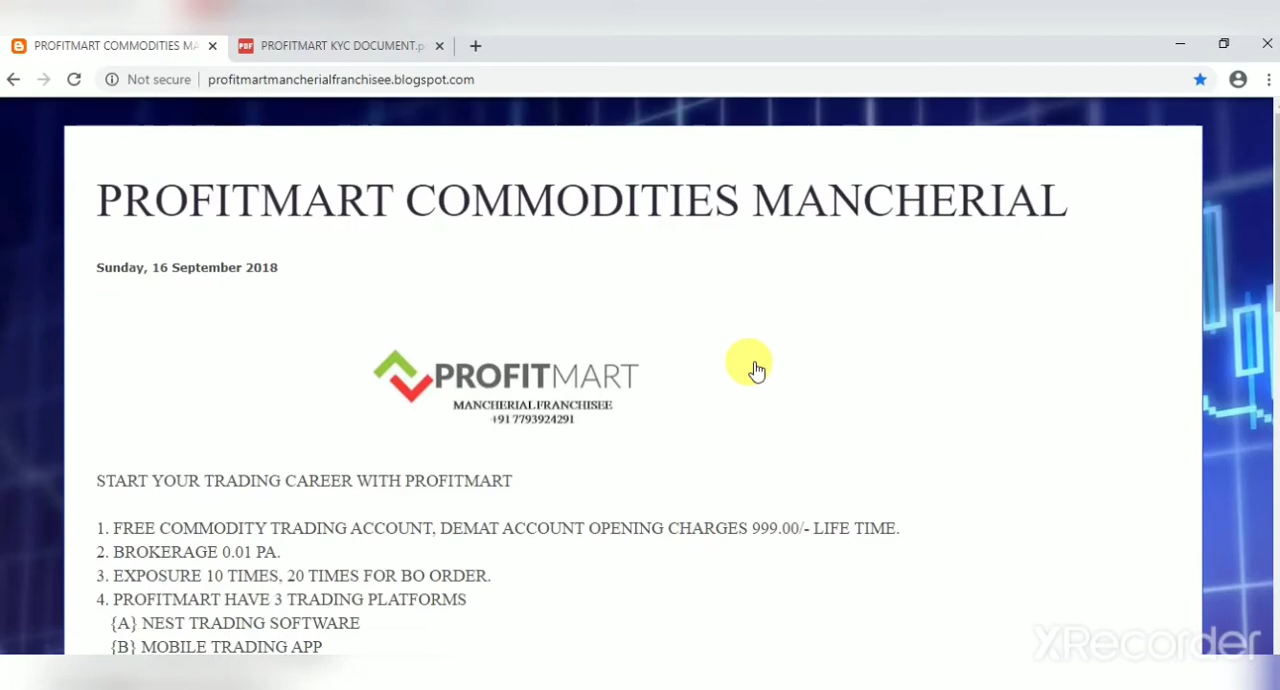 PROFITMART COMMODITIES MA
PROFITMART KYC DOCUMENT.p
Not secure
profitmartmancherialfranchisee.blogspot.com
PROFITMART COMMODITIES MANCHERIAL
Sunday, 16 September 2018
PROFITMART
MANCHERIAL FRANCHISEE
+91 7793924291
START YOUR TRADING CAREER WITH PROFITMART
1. FREE COMMODITY TRADING ACCOUNT, DEMAT ACCOUNT OPENING CHARGES 999.00/- LIFE TIME.
2. BROKERAGE 0.01 PA.
3. EXPOSURE 10 TIMES, 20 TIMES FOR BO ORDER.
4. PROFITMART HAVE 3 TRADING PLATFORMS
{A} NEST TRADING SOFTWARE
{B} MOBILE TRADING APP
XRecorder